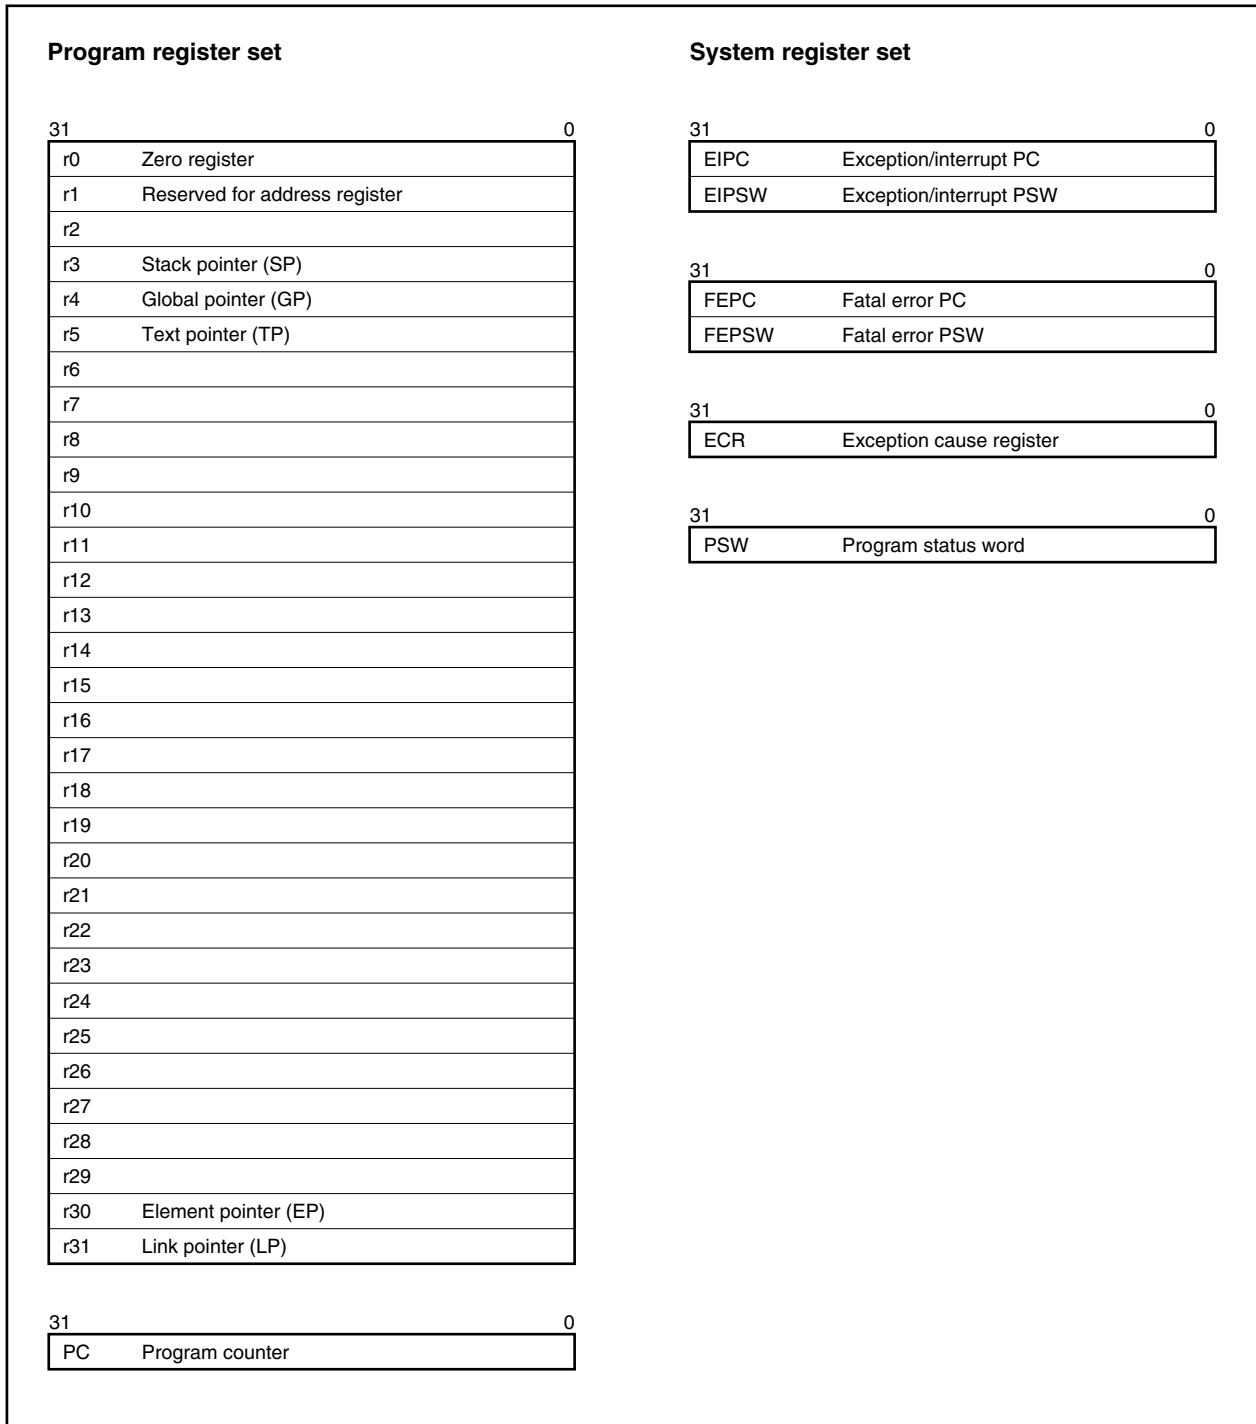 Program register set
31 0
r0 Zero register
r1 Reserved for address register
r2
r3 Stack pointer (SP)
r4 Global pointer (GP)
r5 Text pointer (TP)
r6
r7
r8
r9
r10
r11
r12
r13
r14
r15
r16
r17
r18
r19
r20
r21
r22
r23
r24
r25
r26
r27
r28
r29
r30 Element pointer (EP)
r31 Link pointer (LP)
31 0
PC Program counter
System register set
31 0
EIPC Exception/interrupt PC
EIPSW Exception/interrupt PSW
31 0
FEPC Fatal error PC
FEPSW Fatal error PSW
31 0
ECR Exception cause register
31 0
PSW Program status word